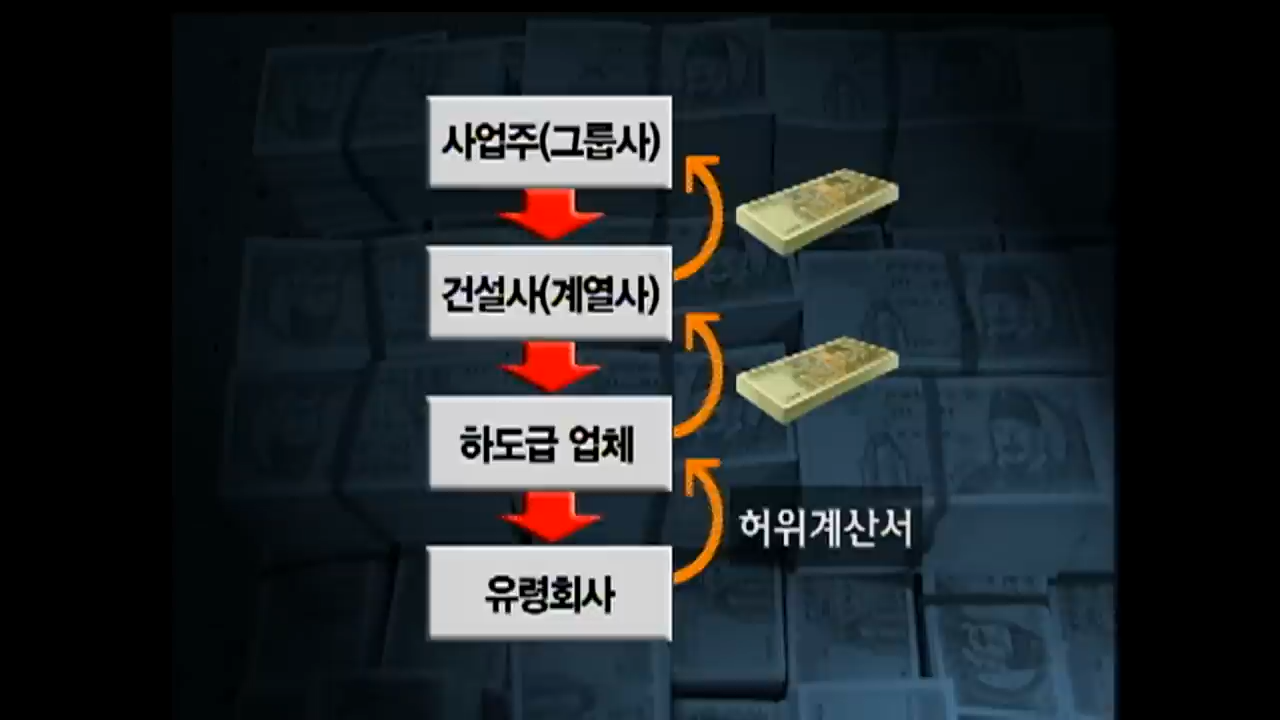 사업주(그룹사)
건설사(계열사)
하도급 업체
허위계산서
유령회사